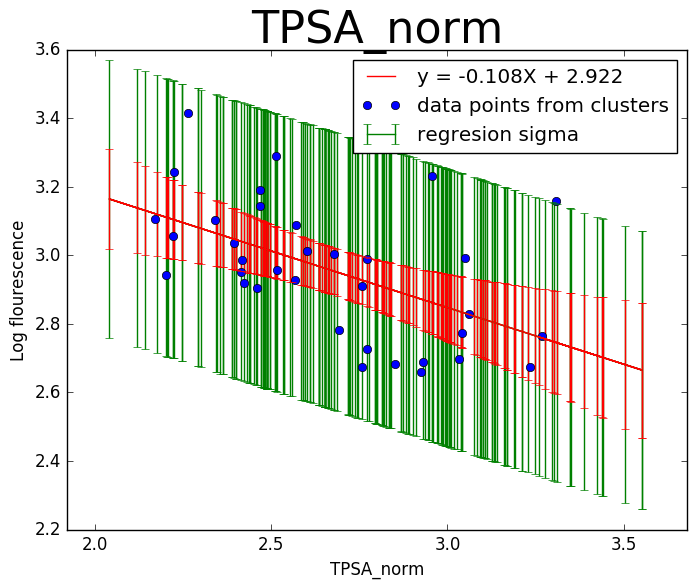 TPSA_norm
3.6
3.4
3.2
3.0
2.8
2.6
2.4
2.2
Log flourescence
y = -0.108X + 2.922
data points from clusters
regresion sigma
2.0 2.5 3.0 3.5
TPSA_norm